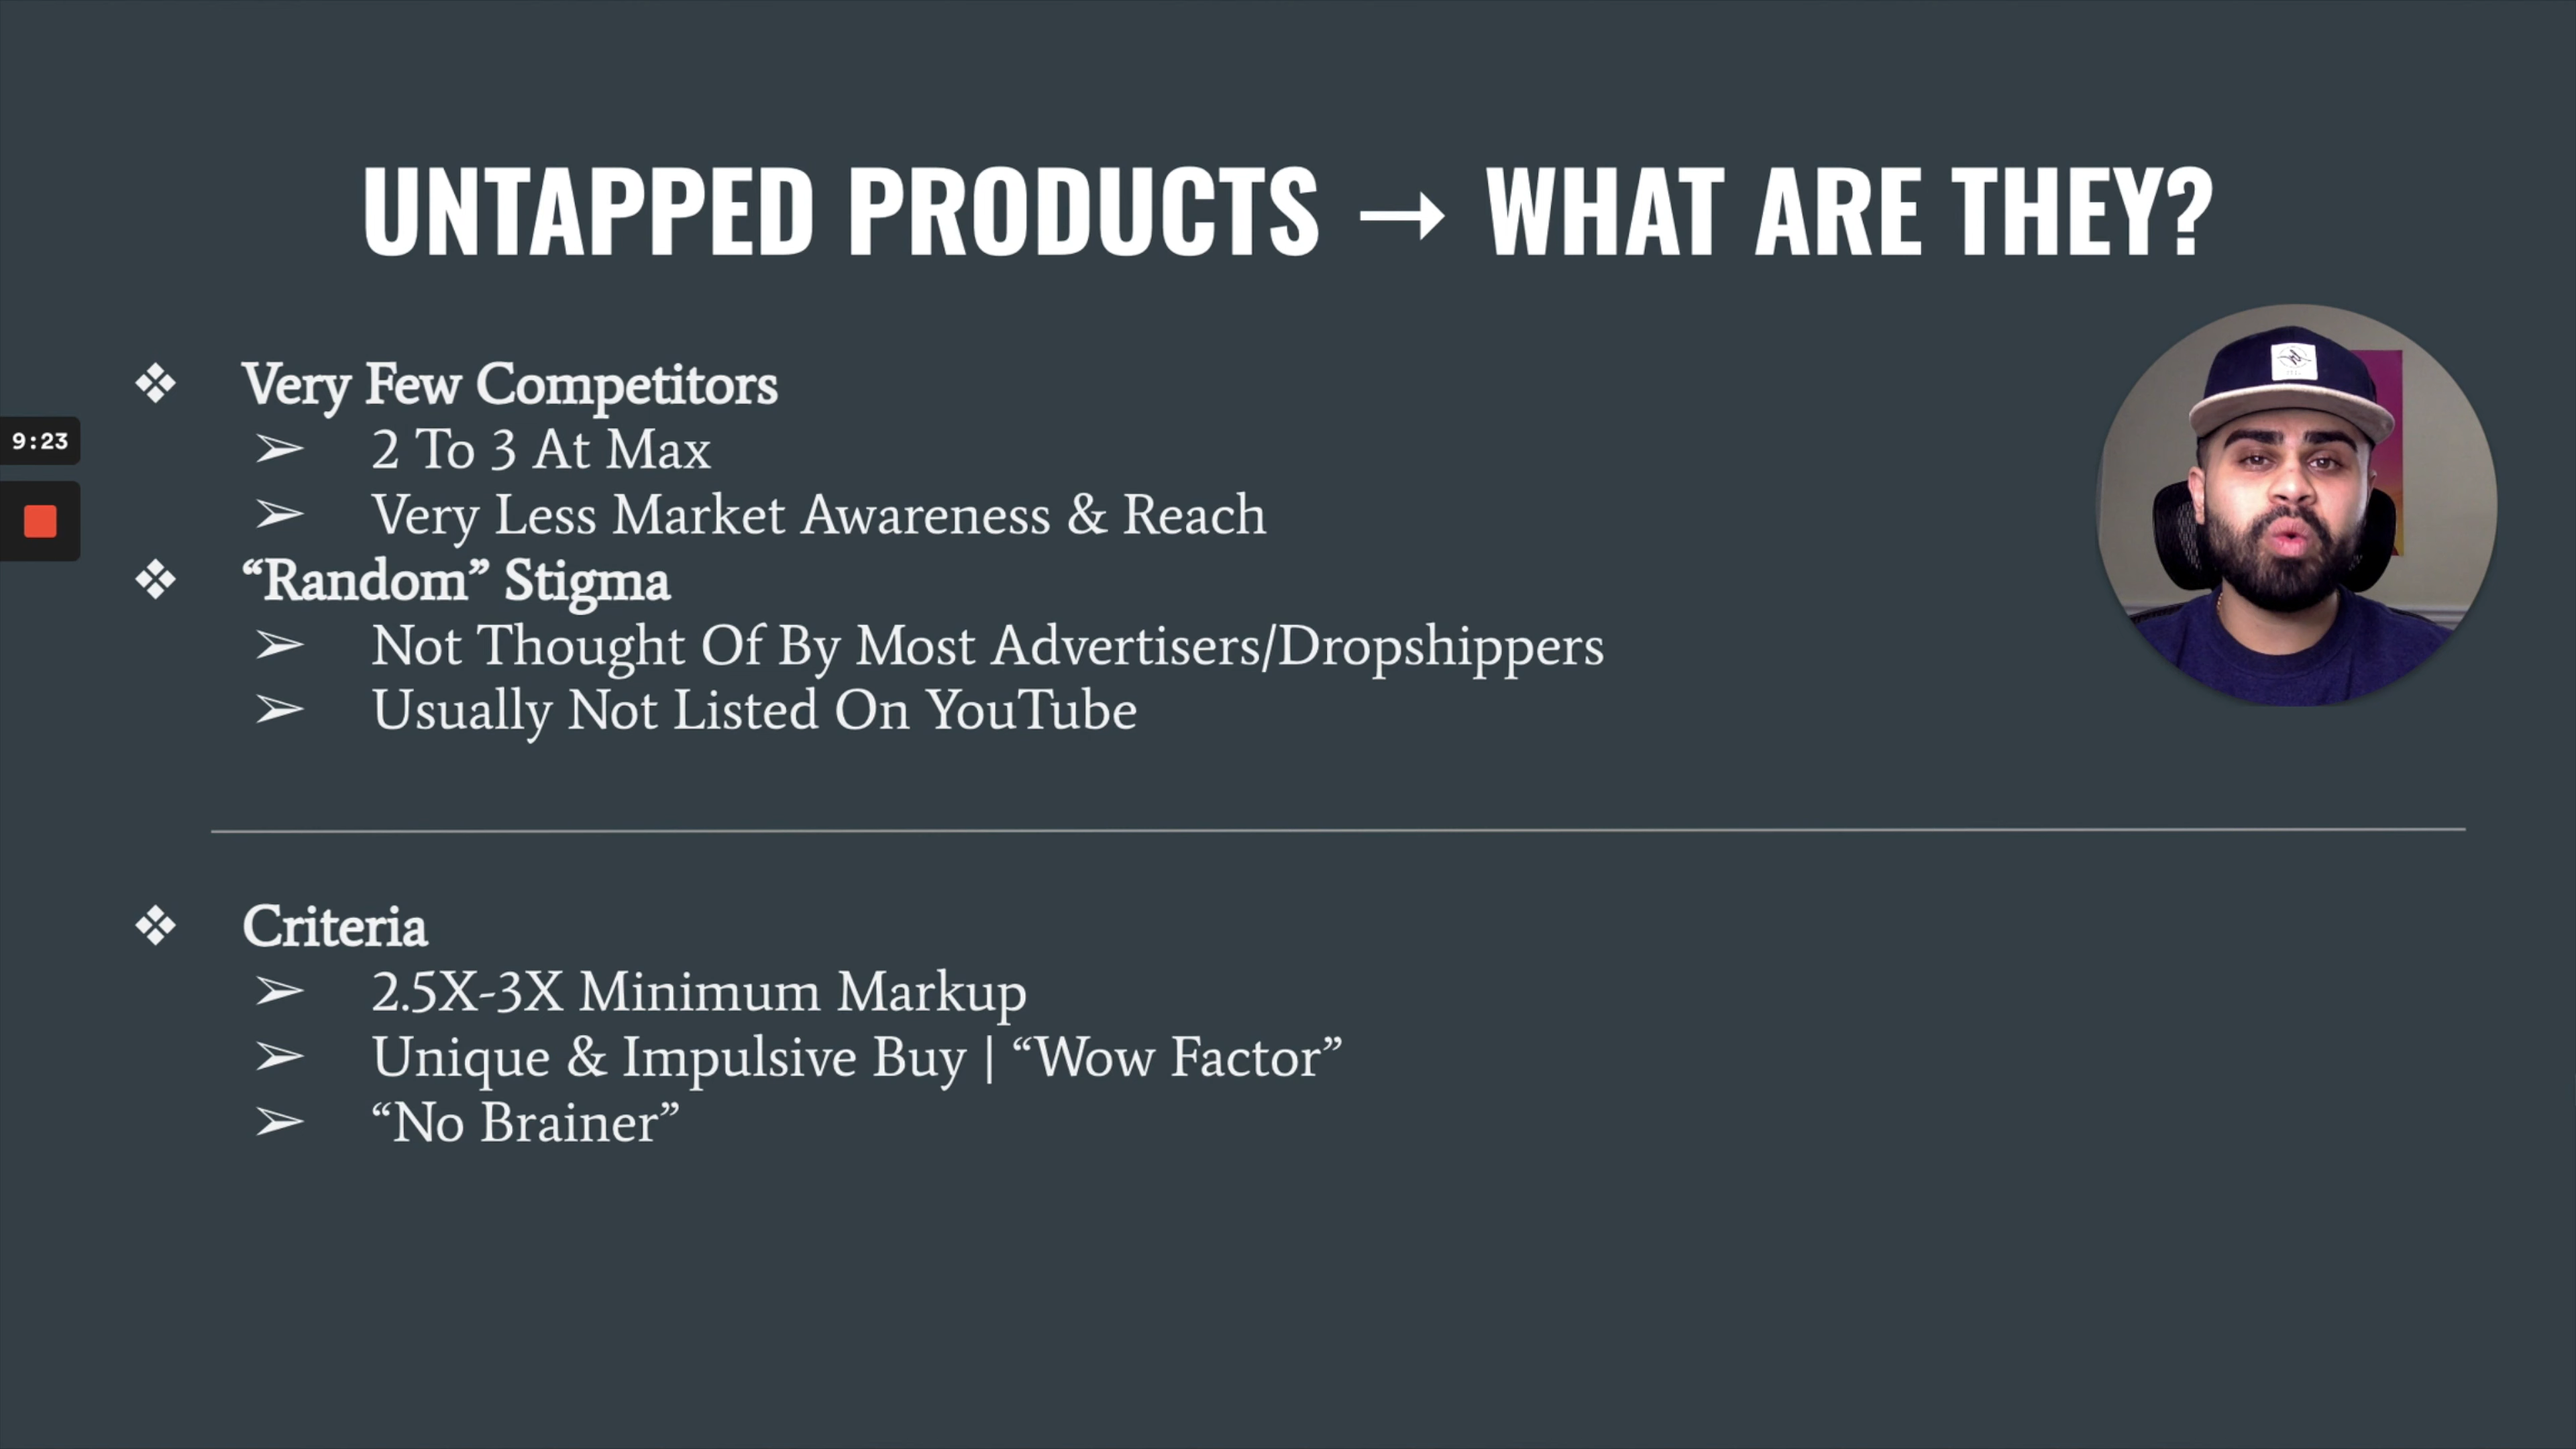 UNTAPPED PRODUCTS → WHAT ARE THEY?
❖ Very Few Competitors
➢ 2 To 3 At Max
➢ Very Less Market Awareness & Reach
❖ “Random” Stigma
➢ Not Thought Of By Most Advertisers/Dropshippers
➢ Usually Not Listed On YouTube
9:23
❖ Criteria
➢ 2.5X-3X Minimum Markup
➢ Unique & Impulsive Buy | “Wow Factor”
➢ “No Brainer”